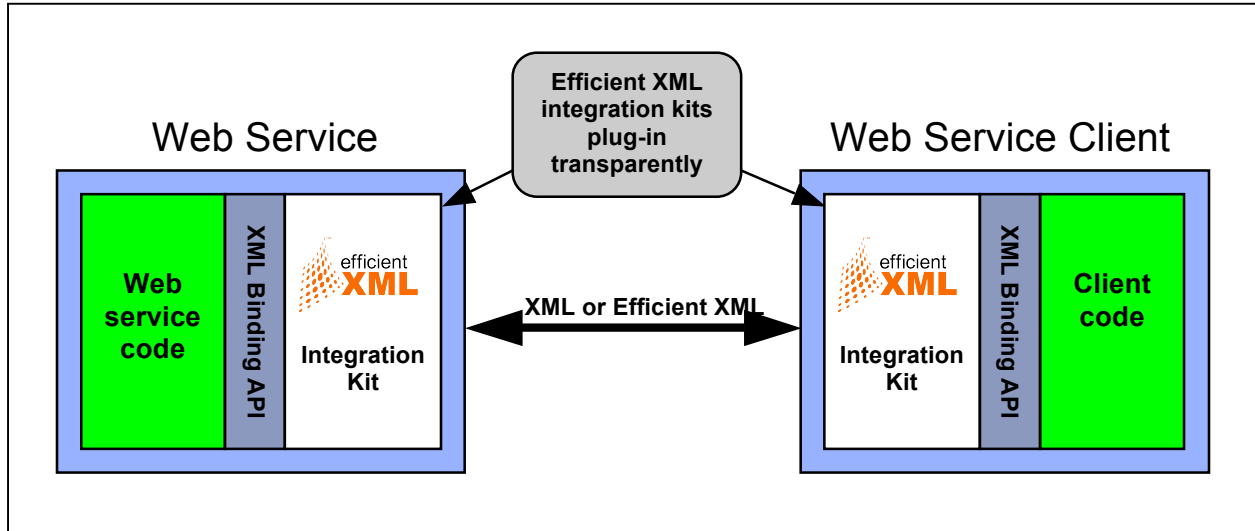 Efficient XML
integration kits
plug-in
transparently
Web Service
Web Service Client
Web
service
code
XML Binding API
efficient
XML
Integration
Kit
XML or Efficient XML
efficient
XML
Integration
Kit
XML Binding API
Client
code